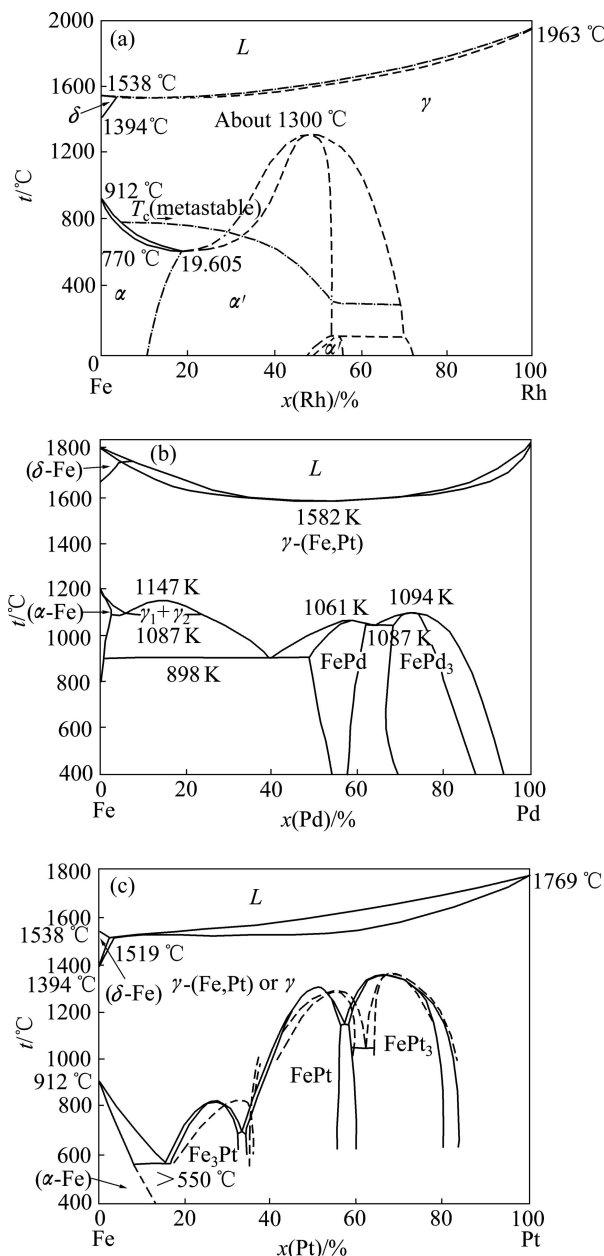 (a)
2000
L
1963 ℃
1600
1538 ℃
δ
γ
1394 ℃
About 1300 ℃
1200
t/℃
912 ℃
800
Tc(metastable)
770 ℃
19.605
400
α
α′
α′
0
0 20 40 60 80 100
Fe Rh
x(Rh)/%
(b)
1800
(δ-Fe)
L
1600
1582 K
γ-(Fe,Pt)
1400
t/℃
1200
1147 K
1094 K
(α-Fe)
γ1+γ2
1061 K
1000
1087 K
1087 K
FePd
FePd3
898 K
800
600
400
0 20 40 60 80 100
Fe Pd
x(Pd)/%
(c)
1800
L
1769 ℃
1600
1538 ℃
1519 ℃
1400
1394 ℃
(δ-Fe)
γ-(Fe,Pt) or γ
1200
t/℃
FePt3
1000
FePt
912 ℃
800
Fe3Pt
600
＞550 ℃
(α-Fe)
400
0 20 40 60 80 100
Fe Pt
x(Pt)/%